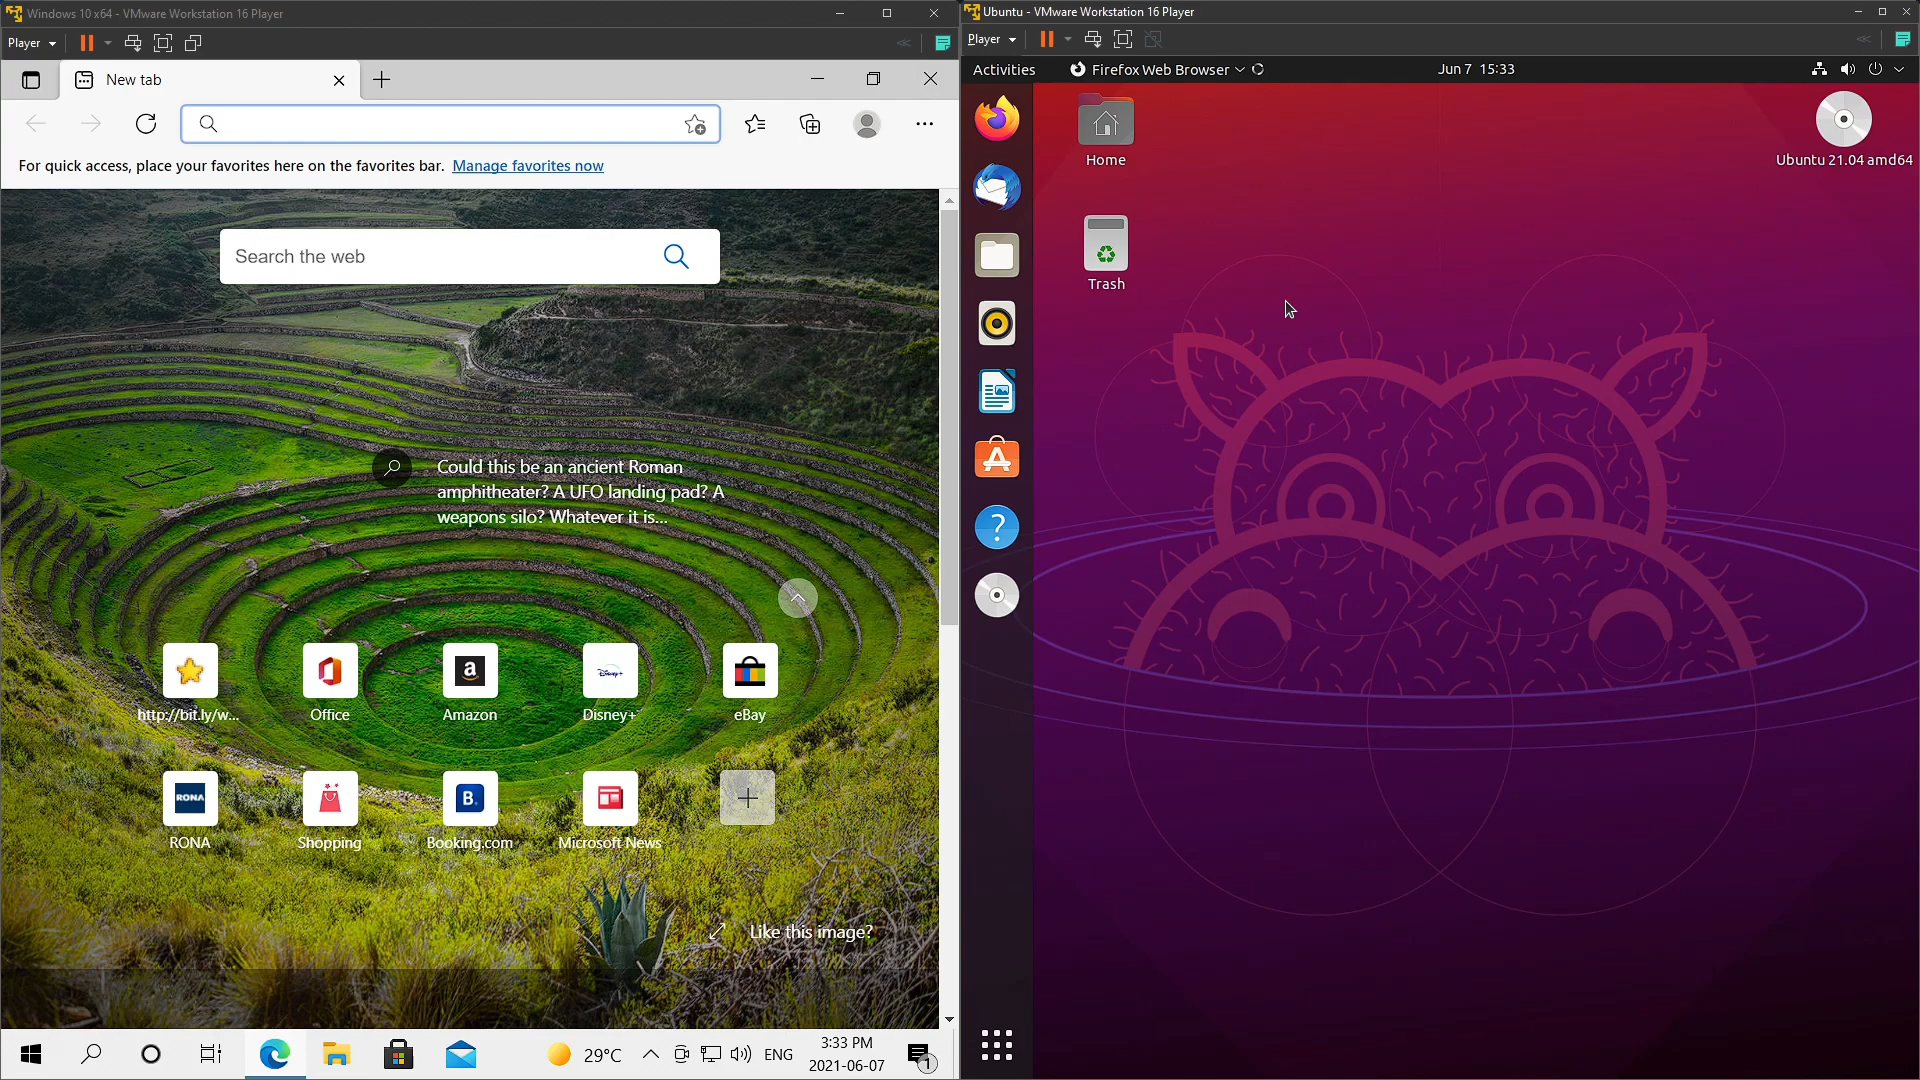 Windows 10 x64 - VMware Workstation 16 Player
Player
New tab
For quick access, place your favorites here on the favorites bar. Manage favorites now
Search the web
Could this be an ancient Roman
amphitheater? A UFO landing pad? A
weapons silo? Whatever it is...
http://bit.ly/w...
Office
Amazon
Disney+
eBay
RONA
RONA
Shopping
B.
Booking.com
Microsoft News
Like this image?
29°C
ENG
3:33 PM
2021-06-07
1
Ubuntu - VMware Workstation 16 Player
Player
Activities
Firefox Web Browser
Jun 7 15:33
Home
Ubuntu 21.04 amd64
Trash